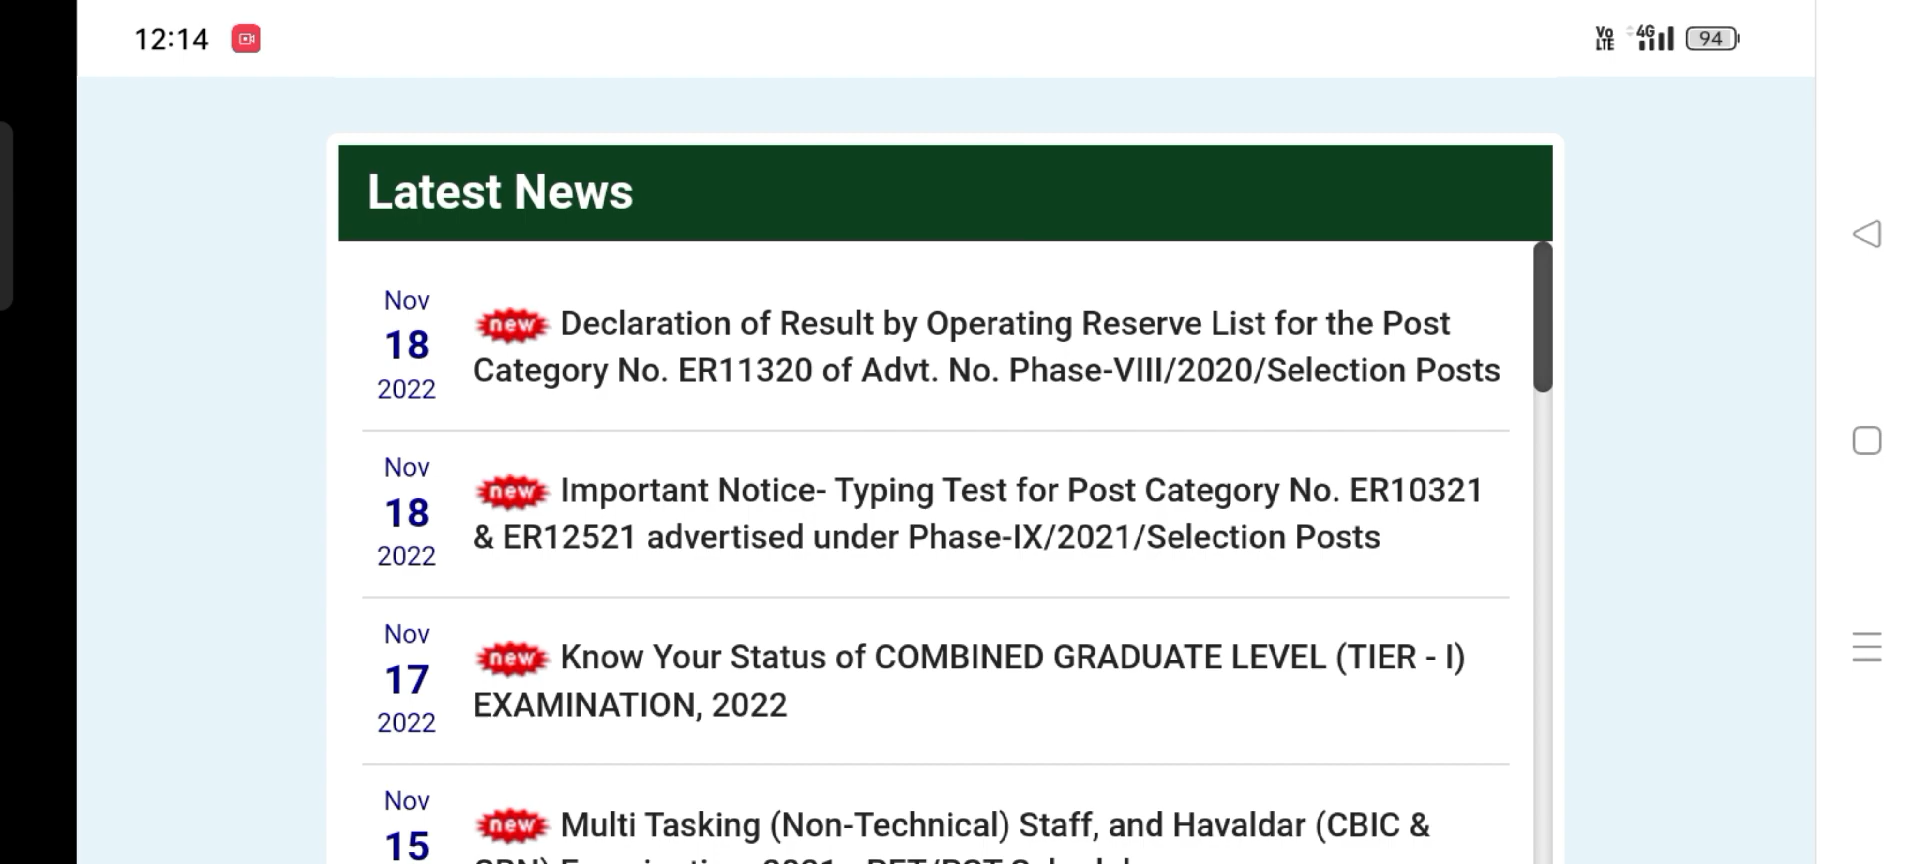 12:14
Vo LTE 4G 94
Latest News
Nov
18
2022
new Declaration of Result by Operating Reserve List for the Post
Category No. ER11320 of Advt. No. Phase-VIII/2020/Selection Posts
Nov
18
2022
new Important Notice- Typing Test for Post Category No. ER10321
& ER12521 advertised under Phase-IX/2021/Selection Posts
Nov
17
2022
new Know Your Status of COMBINED GRADUATE LEVEL (TIER - I)
EXAMINATION, 2022
Nov
15
new Multi Tasking (Non-Technical) Staff, and Havaldar (CBIC &